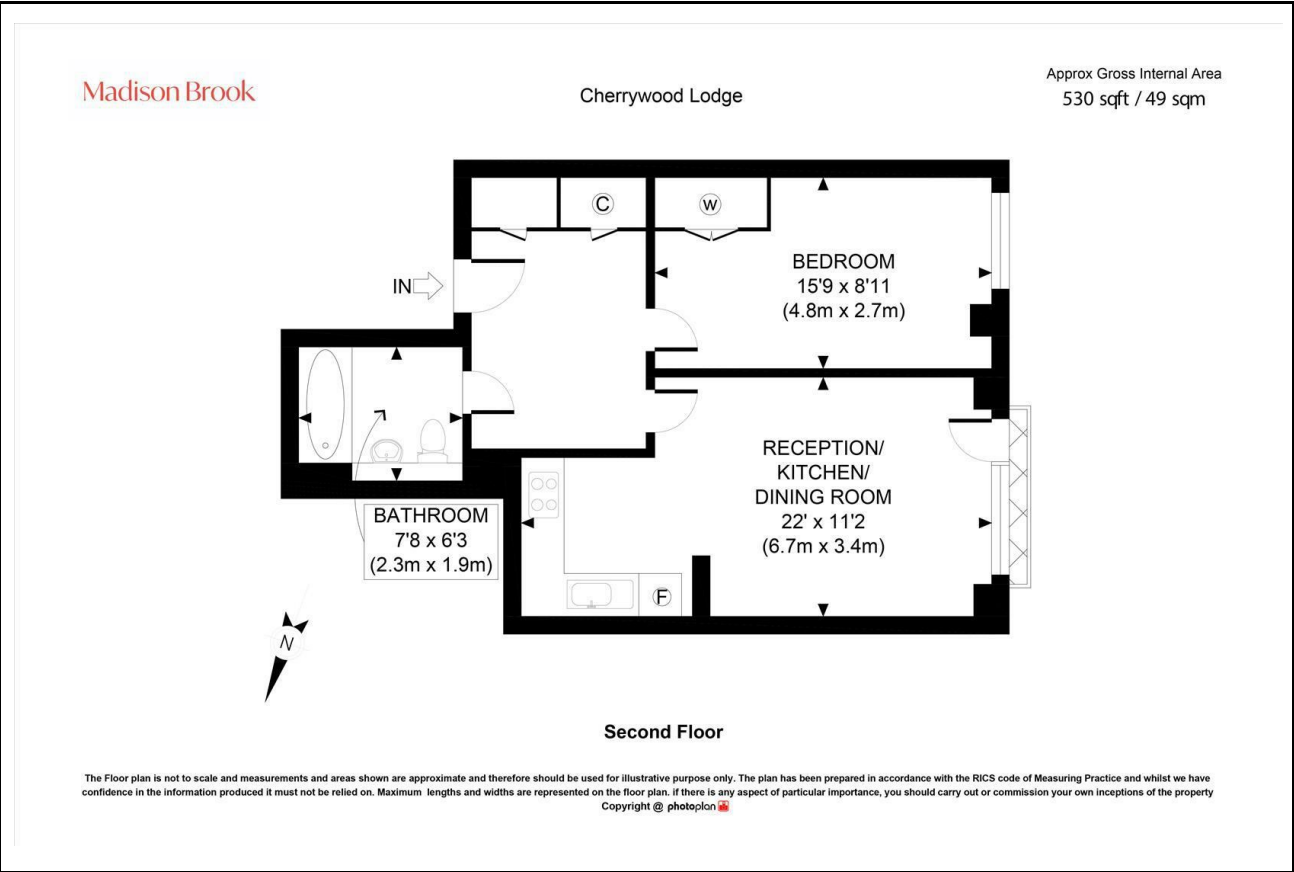 Madison Brook
Cherrywood Lodge
Approx Gross Internal Area
530 sqft / 49 sqm
C
W
BEDROOM
15'9 x 8'11
(4.8m x 2.7m)
IN
RECEPTION/
KITCHEN/
DINING ROOM
22' x 11'2
(6.7m x 3.4m)
BATHROOM
7'8 x 6'3
(2.3m x 1.9m)
F
N
Second Floor
The Floor plan is not to scale and measurements and areas shown are approximate and therefore should be used for illustrative purpose only. The plan has been prepared in accordance with the RICS code of Measuring Practice and whilst we have
confidence in the information produced it must not be relied on. Maximum lengths and widths are represented on the floor plan. if there is any aspect of particular importance, you should carry out or commission your own inceptions of the property
Copyright @ photoplan